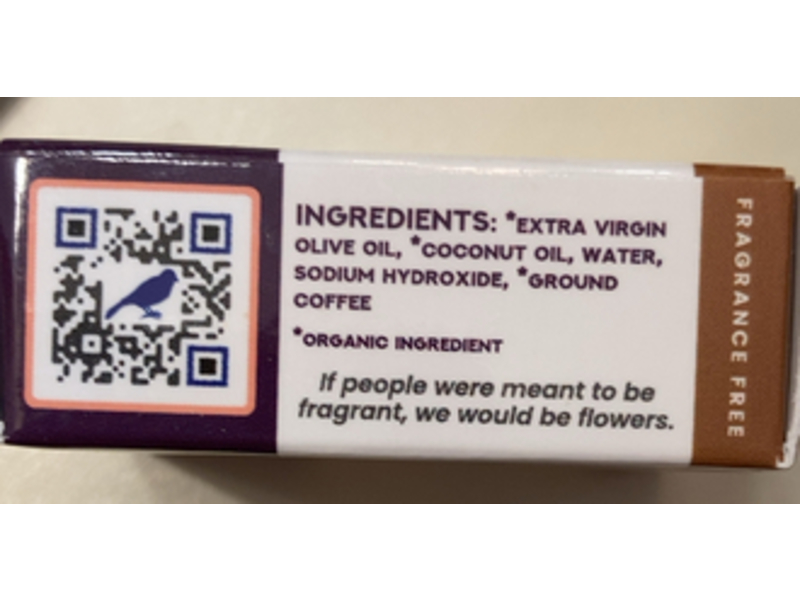 INGREDIENTS: *EXTRA VIRGIN
OLIVE OIL, *COCONUT OIL, WATER,
SODIUM HYDROXIDE, *GROUND
COFFEE
*ORGANIC INGREDIENT
If people were meant to be
fragrant, we would be flowers.
FRAGRANCE FREE